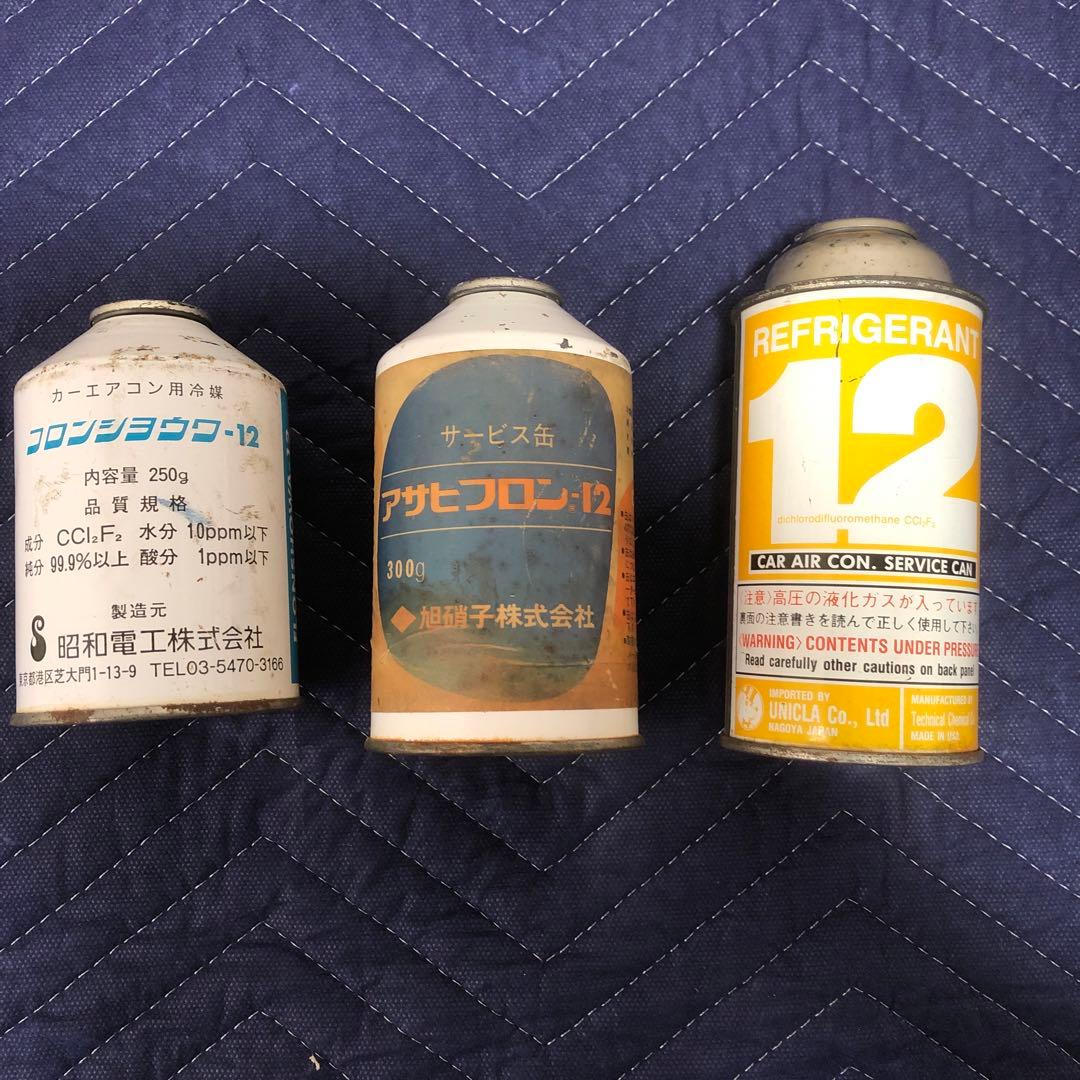 カーエアコン用冷媒
フロンショウワ-12
内容量 250g
品質規格
成分 CCl₂F₂ 水分 10ppm以下
純分 99.9%以上 酸分 1ppm以下
製造元
昭和電工株式会社
東京都港区芝大門1-13-9 TEL03-5470-3166
サービス缶
アサヒフロン-12
300g
旭硝子株式会社
REFRIGERANT
12
dichlorodifluoromethane CCl₂F₂
CAR AIR CON. SERVICE CAN
〈注意〉高圧の液化ガスが入っています
裏面の注意書きを読んで正しく使用して下さい
〈WARNING〉CONTENTS UNDER PRESSURE
Read carefully other cautions on back panel
IMPORTED BY
UNICLA Co., Ltd
NAGOYA JAPAN
MANUFACTURED BY
Technical Chemical
MADE IN USA